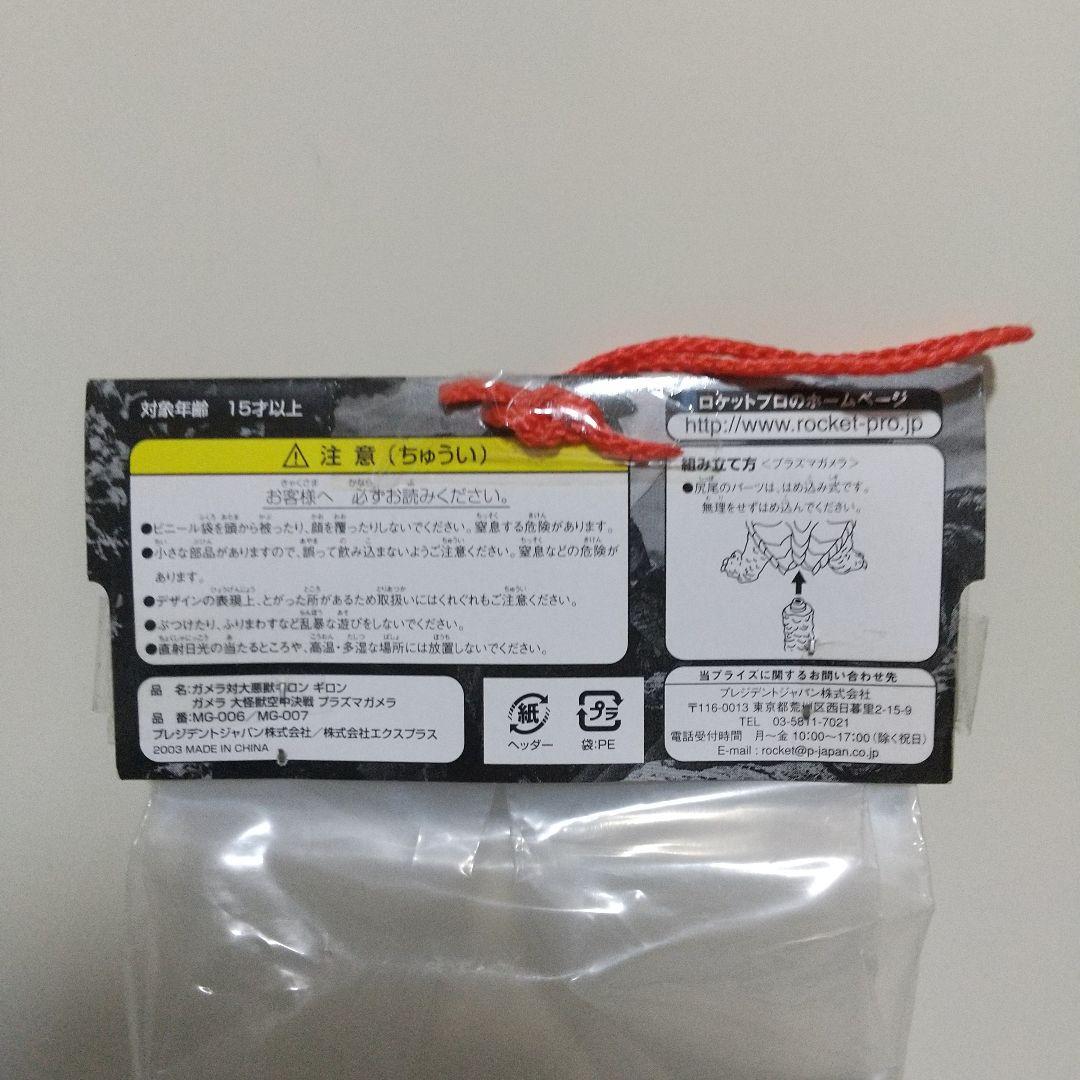 対象年齢 15才以上
⚠ 注意（ちゅうい）
お客様へ 必ずお読みください。
●ビニール袋を頭から被ったり、顔を覆ったりしないでください。窒息する危険があります。
●小さな部品がありますので、誤って飲み込まないようご注意ください。窒息などの危険が
あります。
●デザインの表現上、とがった所があるため取扱いにはくれぐれもご注意ください。
●ぶつけたり、ふりまわすなど乱暴な遊びをしないでください。
●直射日光の当たるところや、高温・多湿な場所には放置しないでください。
品 名:ガメラ対大悪獣ギロン ギロン
ガメラ 大怪獣空中決戦 プラズマガメラ
品 番:MG-006／MG-007
プレジデントジャパン株式会社／株式会社エクスプラス
2003 MADE IN CHINA
紙
ヘッダー
プラ
袋:PE
ロケットプロのホームページ
http://www.rocket-pro.jp
組み立て方＜プラズマガメラ＞
●尻尾のパーツは、はめ込み式です。
無理をせずはめ込んでください。
当プライズに関するお問い合わせ先
プレジデントジャパン株式会社
〒116-0013 東京都荒川区西日暮里2-15-9
TEL 03-5811-7021
電話受付時間 月〜金 10:00〜17:00（除く祝日）
E-mail : rocket@p-japan.co.jp